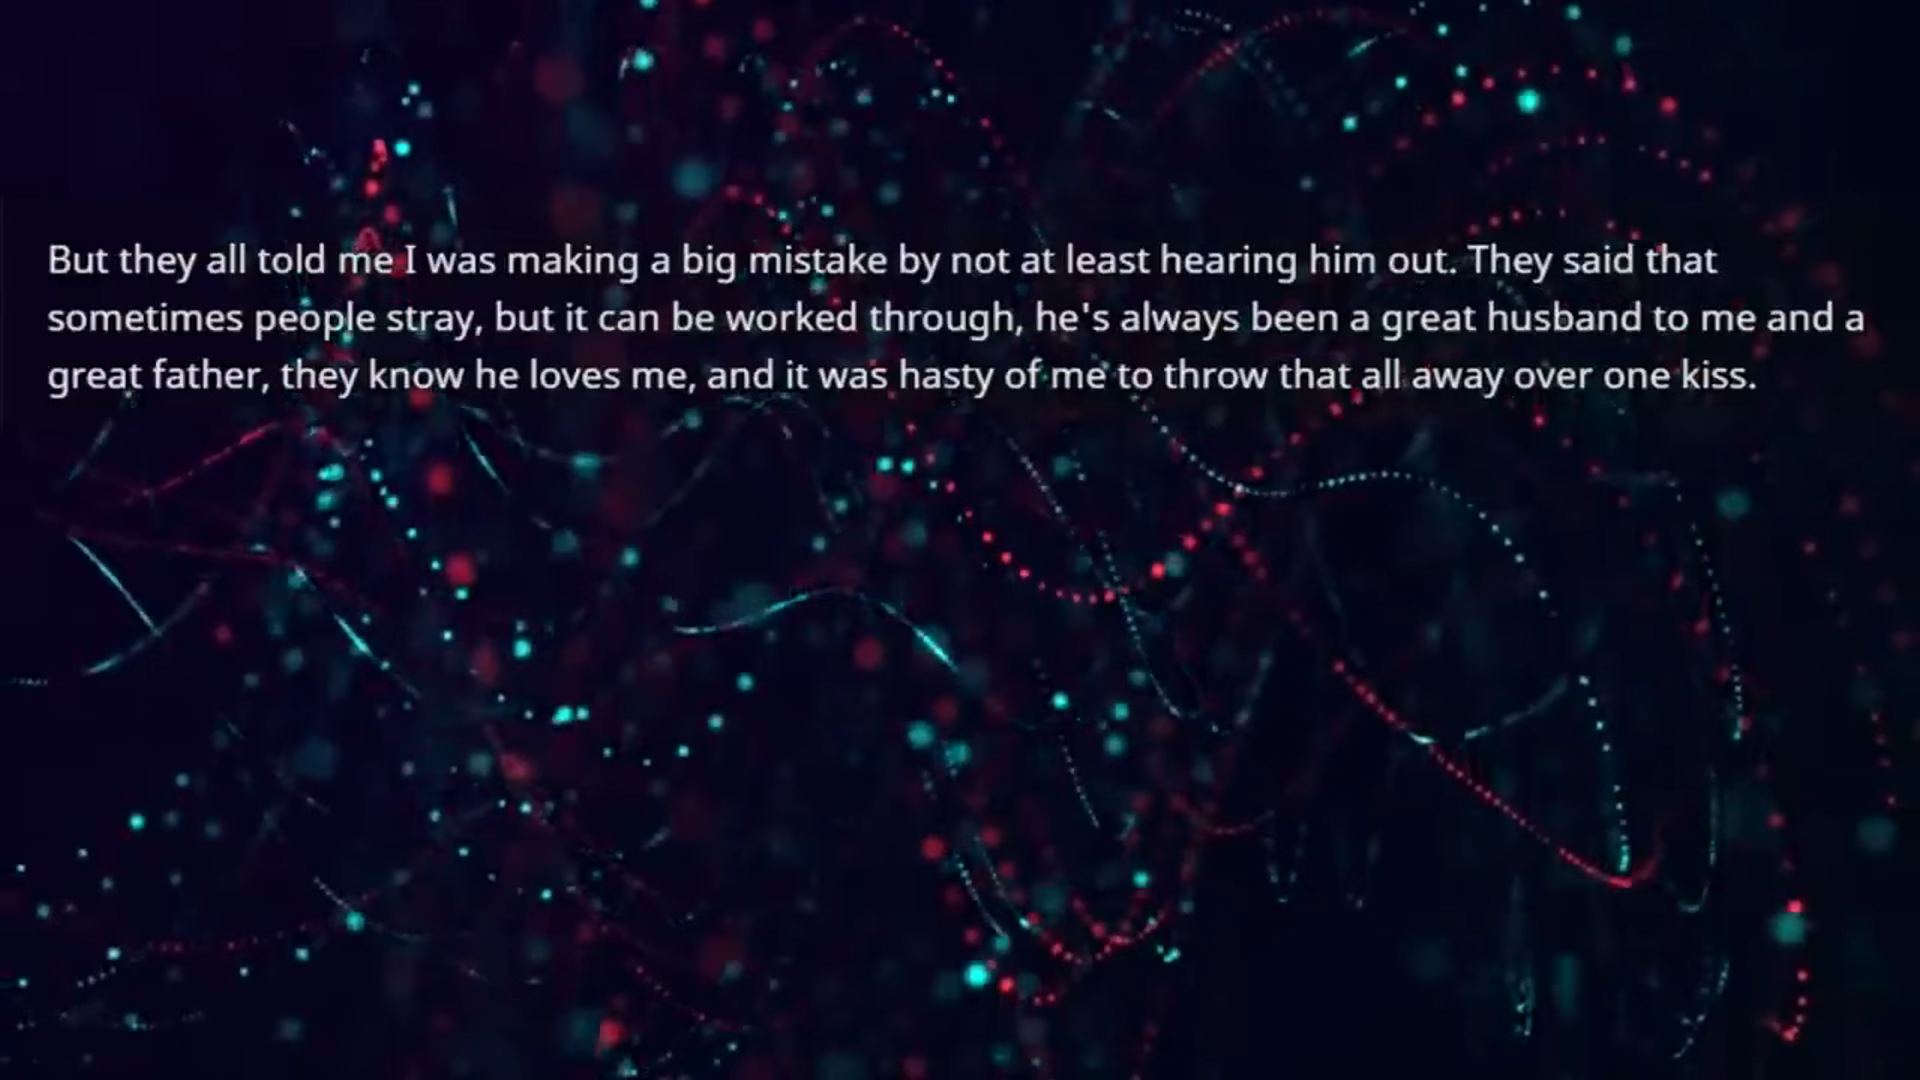 But they all told me I was making a big mistake by not at least hearing him out. They said that
sometimes people stray, but it can be worked through, he's always been a great husband to me and a
great father, they know he loves me, and it was hasty of me to throw that all away over one kiss.